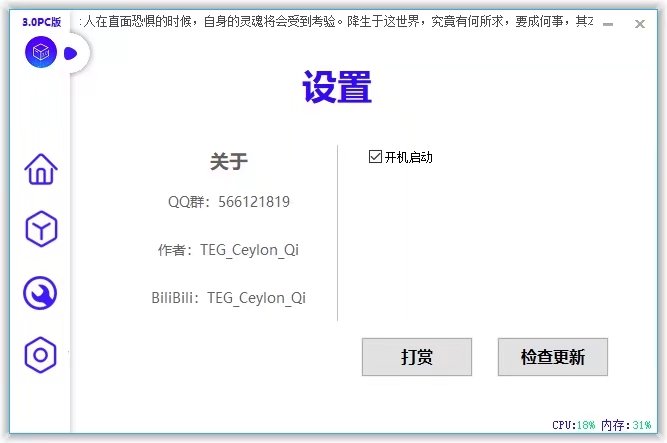 3.0PC版
:人在直面恐惧的时候，自身的灵魂将会受到考验。降生于这世界，究竟有何所求，要成何事，其
设置
关于
QQ群：566121819
作者：TEG_Ceylon_Qi
BiliBili：TEG_Ceylon_Qi
开机启动
打赏
检查更新
CPU:18% 内存:31%